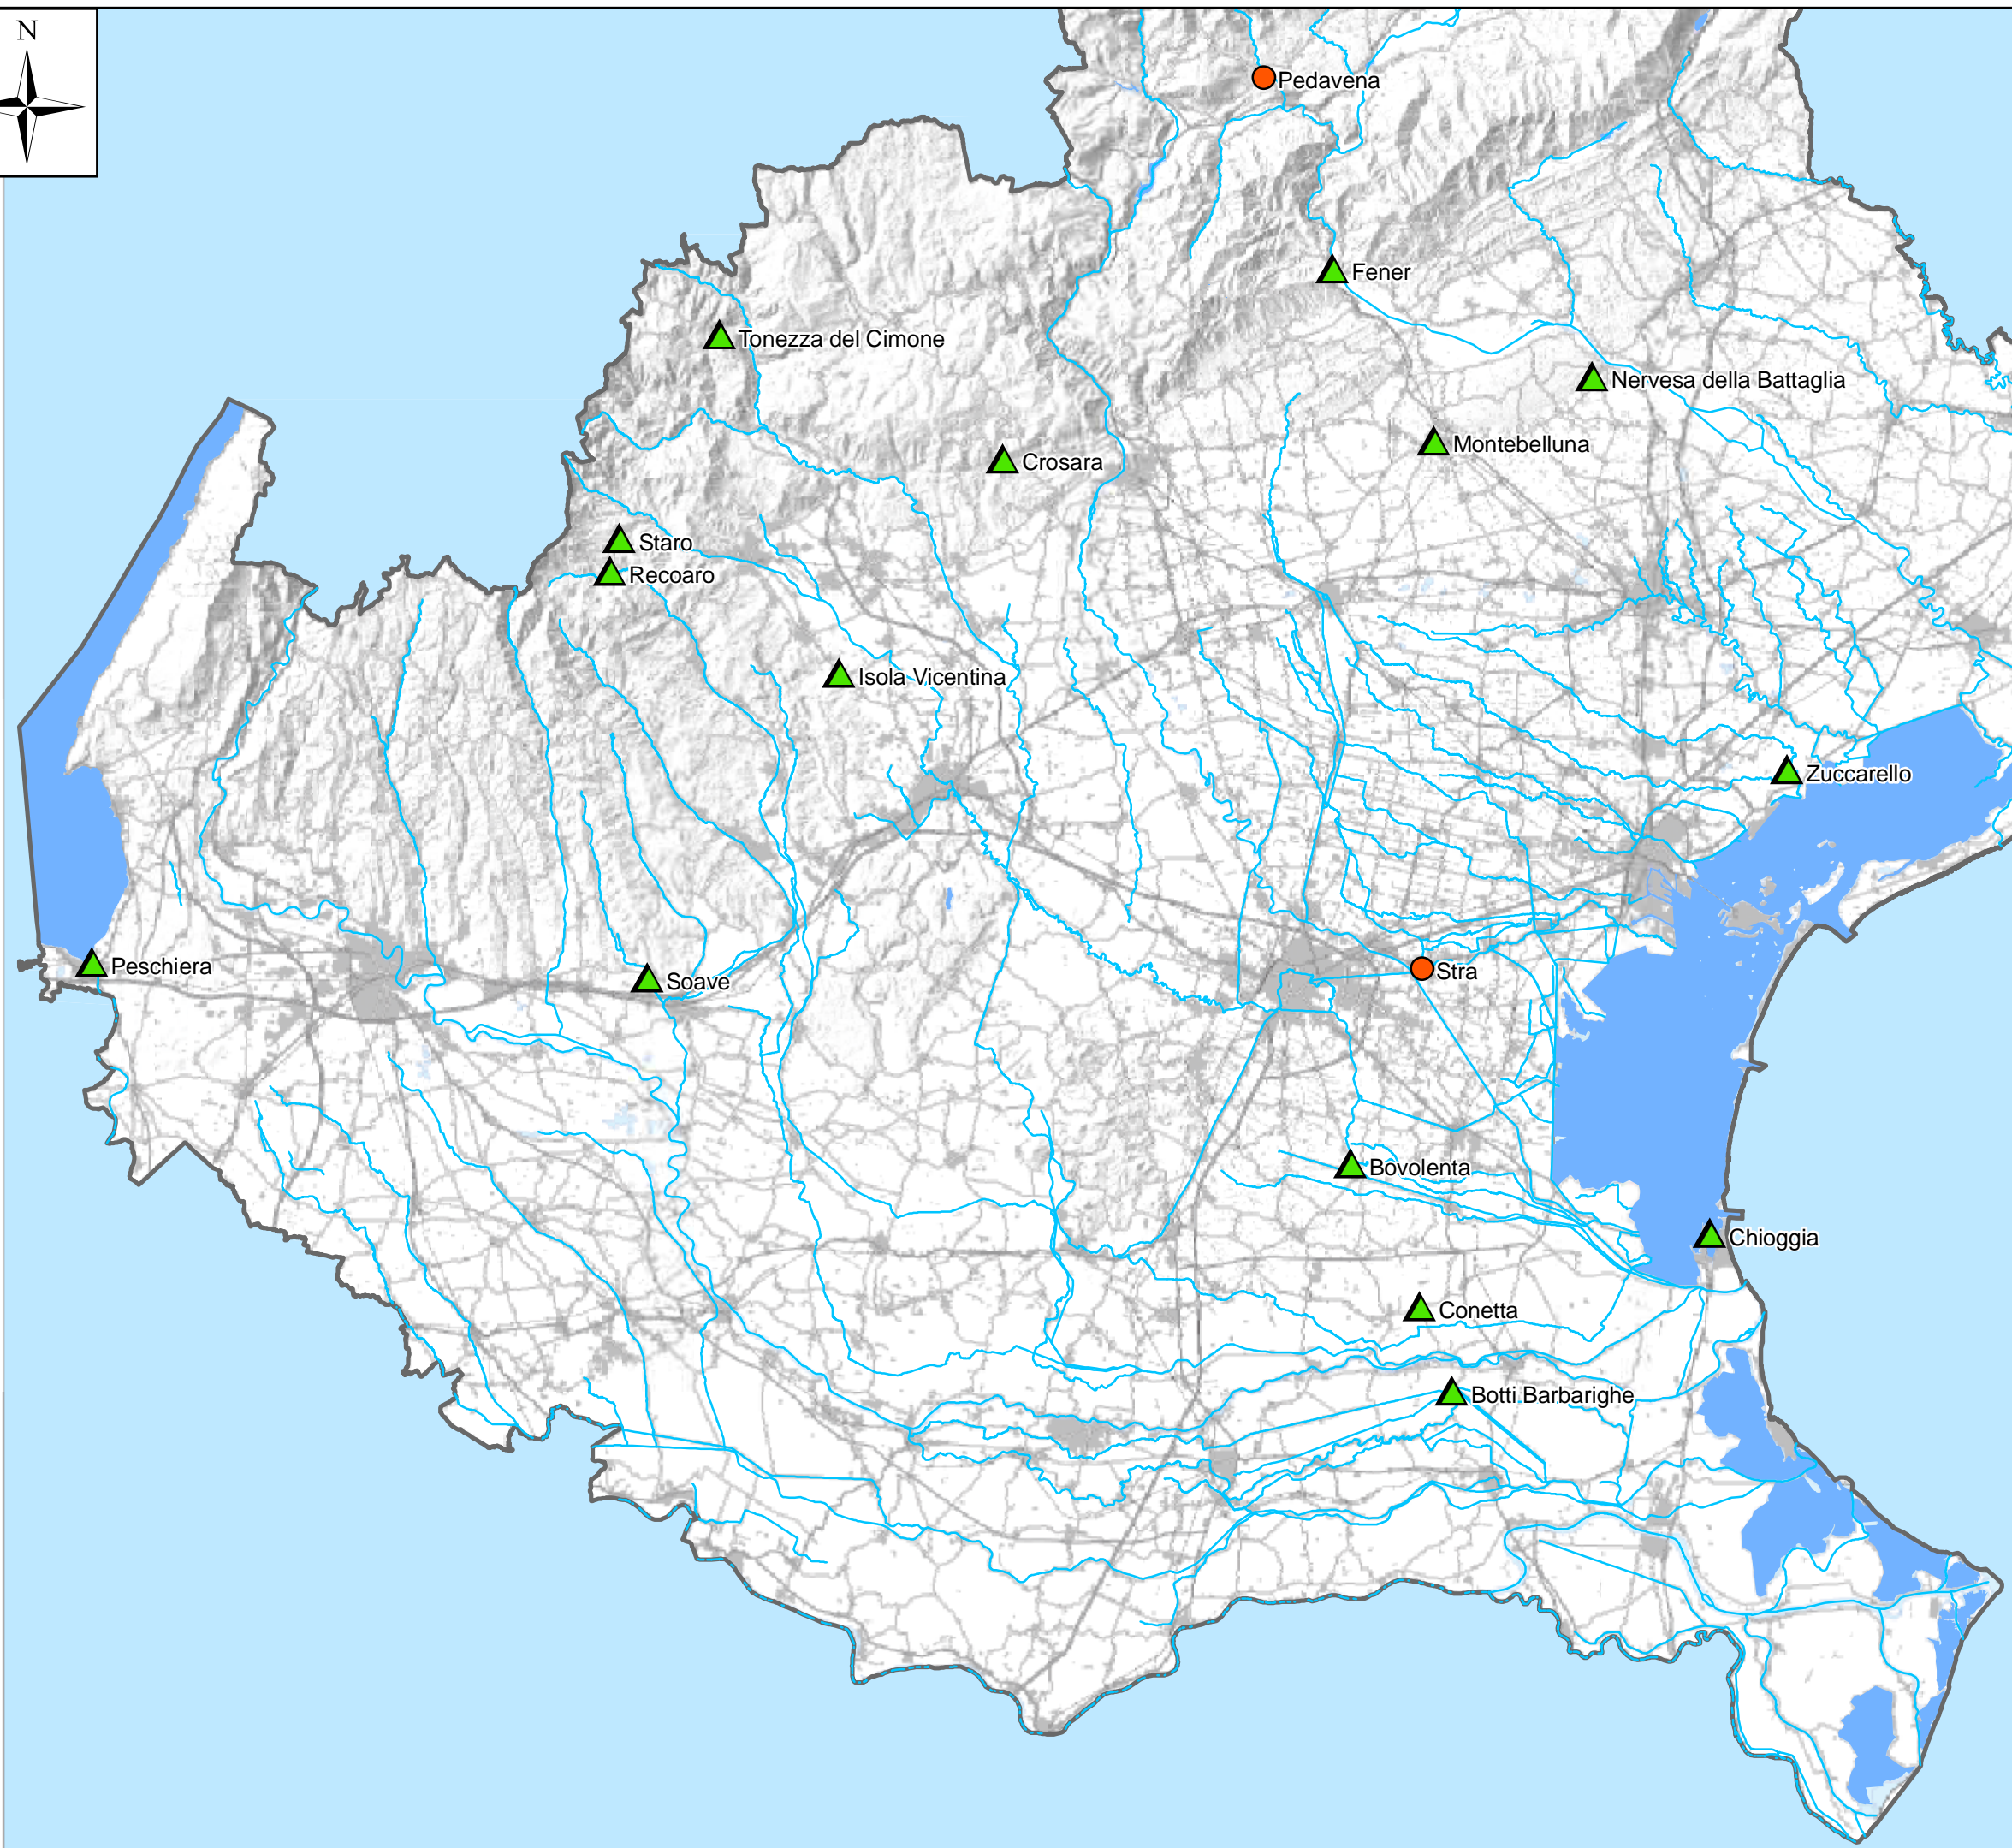 N
Pedavena
Fener
Tonezza del Cimone
Nervesa della Battaglia
Montebelluna
Crosara
Staro
Recoaro
Isola Vicentina
Zuccarello
Peschiera
Stra
Soave
Bovolenta
Chioggia
Conetta
Botti Barbarighe